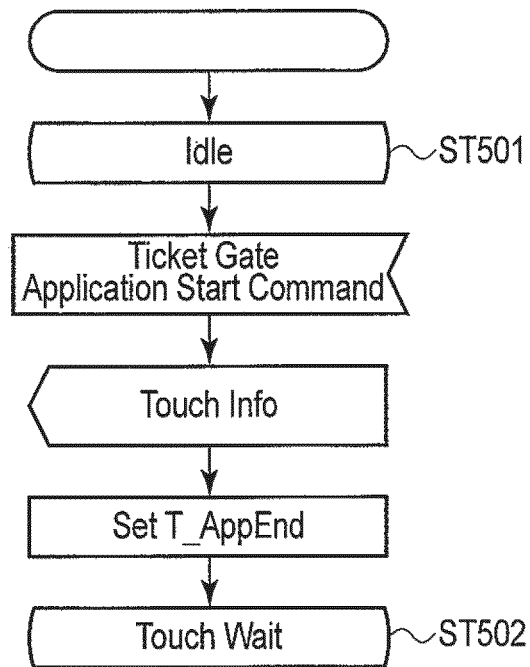 Idle
ST501
Ticket Gate
Application Start Command
Touch Info
Set T_AppEnd
Touch Wait
ST502